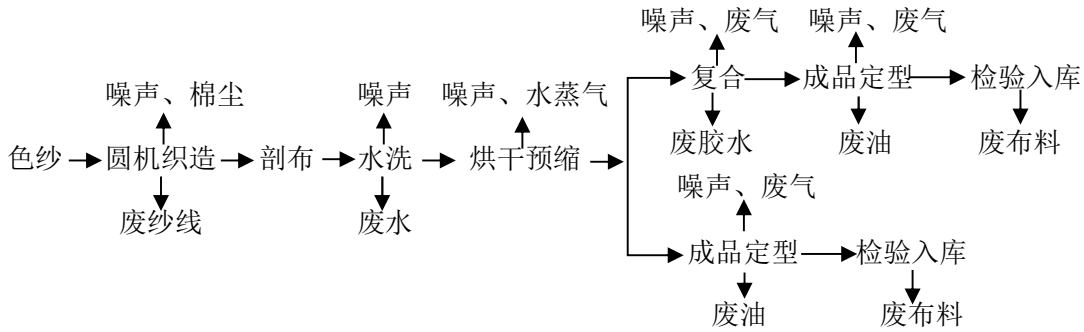 噪声、废气 噪声、废气
复合 成品定型 检验入库
噪声、棉尘 噪声 噪声、水蒸气
废胶水 废油 废布料
色纱 圆机织造 剖布 水洗 烘干预缩
噪声、废气
废纱线 废水
成品定型 检验入库
废油 废布料